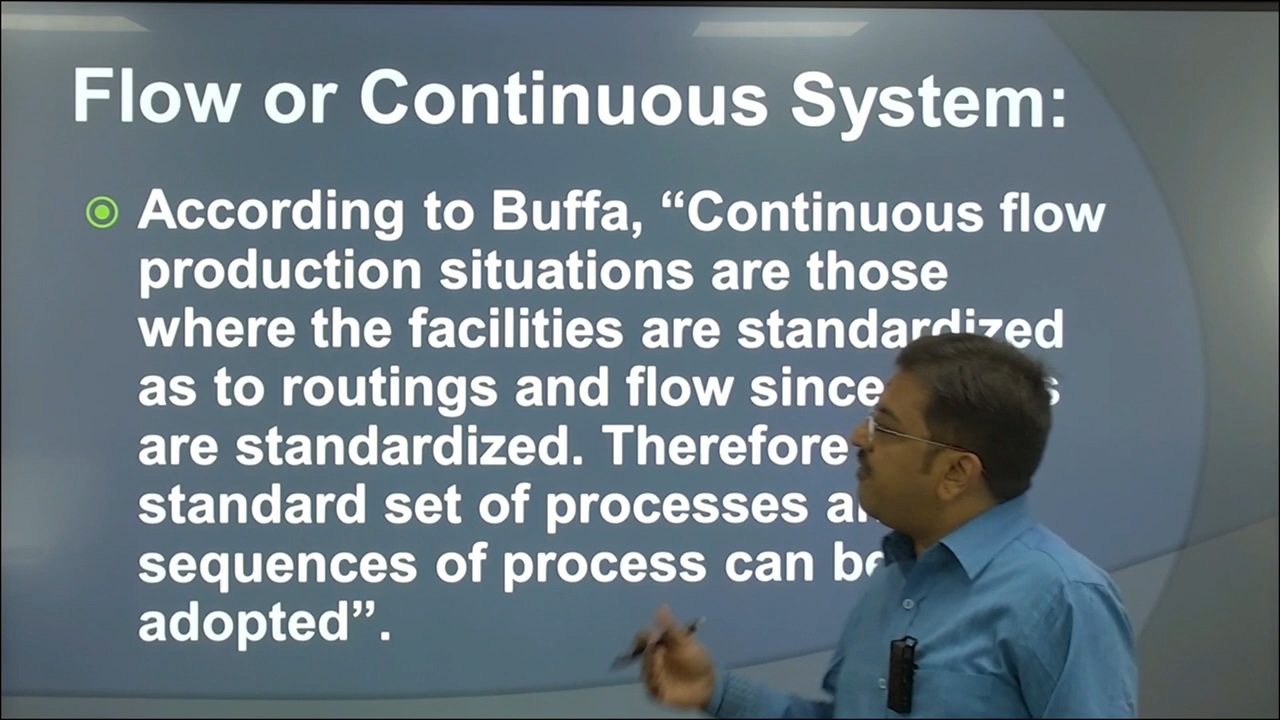 Flow or Continuous System:
According to Buffa, “Continuous flow
production situations are those
where the facilities are standardized
as to routings and flow since
are standardized. Therefore
standard set of processes
sequences of process can be
adopted”.